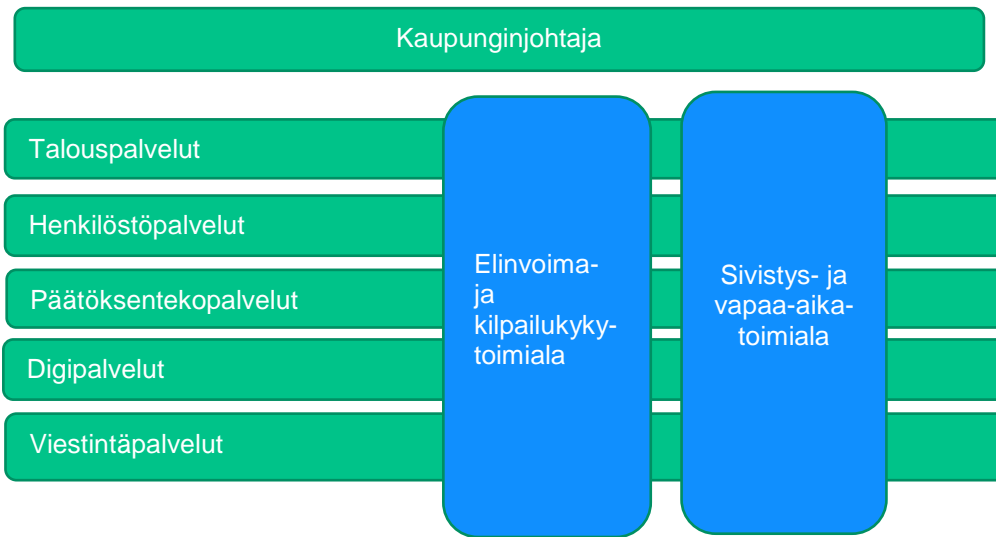 Kaupunginjohtaja
Talouspalvelut
Henkilöstöpalvelut
Päätöksentekopalvelut
Digipalvelut
Viestintäpalvelut
Elinvoima-
ja
kilpailukyky-
toimiala
Sivistys- ja
vapaa-aika-
toimiala